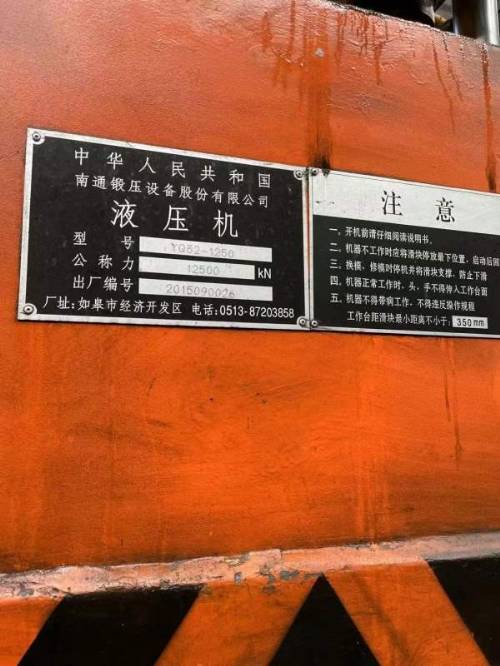 中华人民共和国
南通锻压设备股份有限公司
液压机
型号 YQ32-1250
公称力 12500 kN
出厂编号 2015090026
厂址:如皋市经济开发区 电话:0513-87203858
注意
一、开机前请仔细阅读说明书.
二、机器不工作时应将滑块停放最下位置,启动后回
三、换模、修模时停机并将滑块支撑,防止下滑
四、机器正常工作时,头、手不得伸入工作台面
五、机器不得带病工作,不得违反操作规程
工作台距滑块最小距离不小于: 350mm